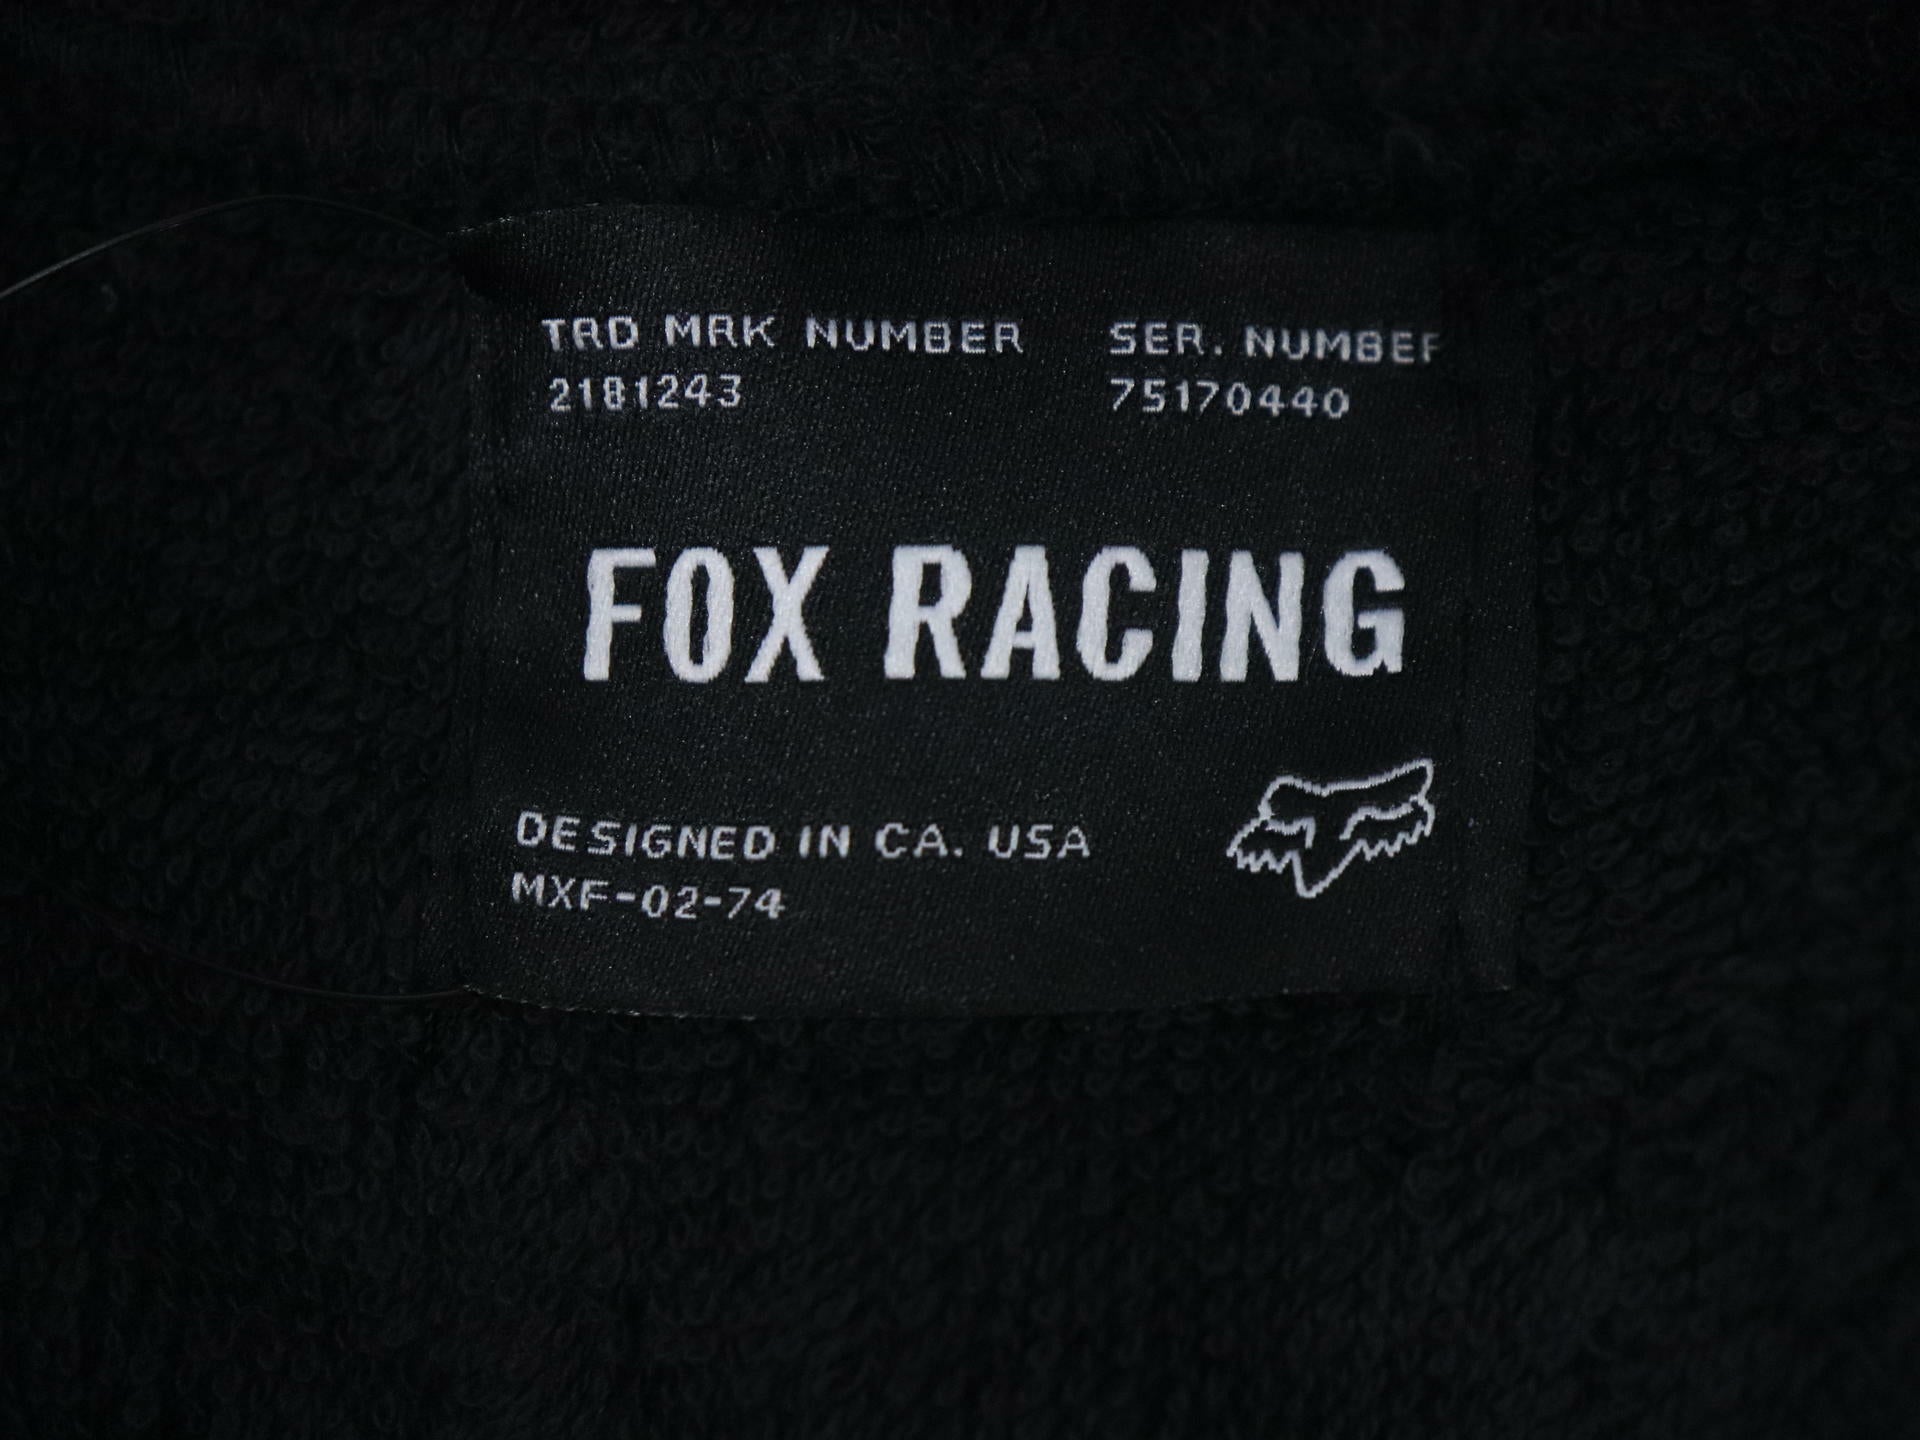 TRD MRK NUMBER SER. NUMBER
2181243 75170440
FOX RACING
DESIGNED IN CA. USA
MXF-02-74